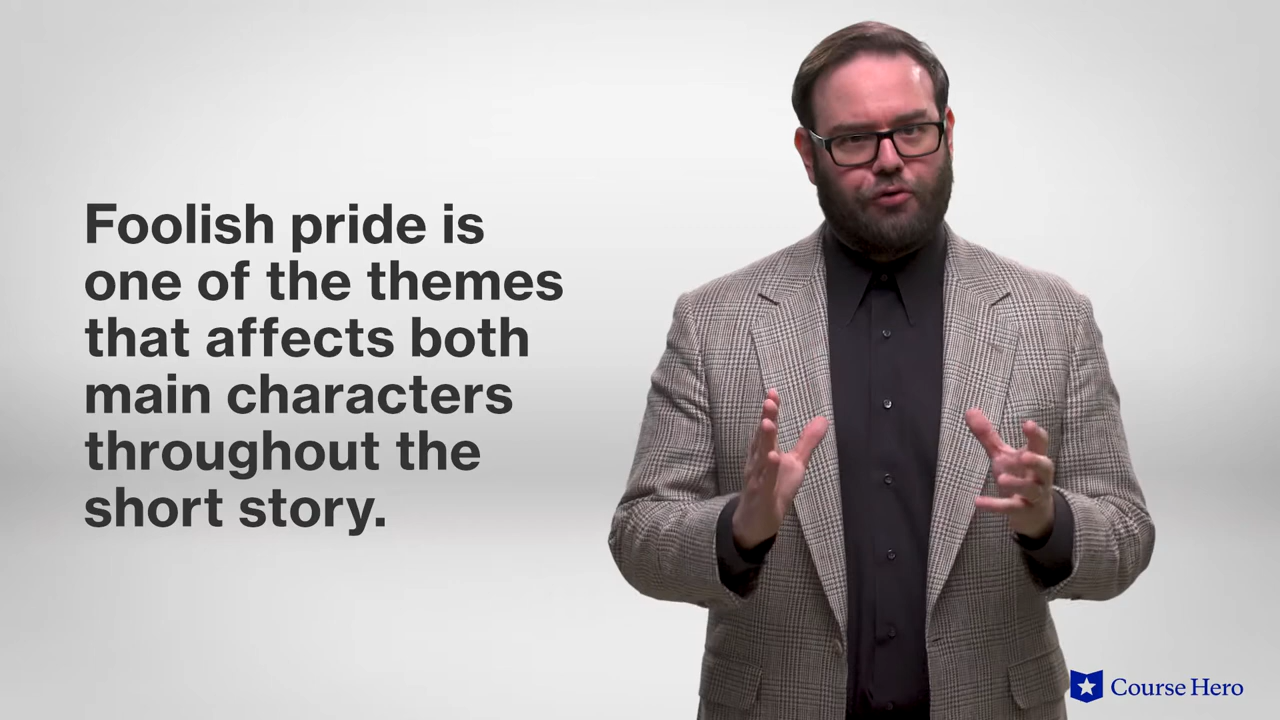 Foolish pride is
one of the themes
that affects both
main characters
throughout the
short story.
Course Hero